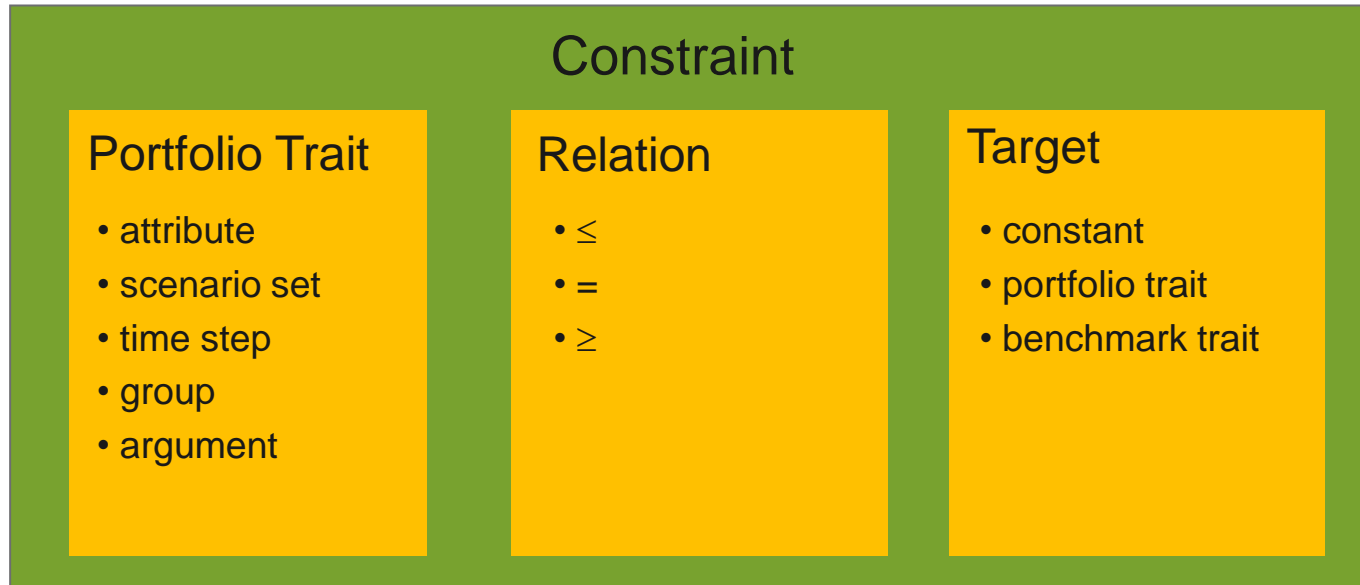 Constraint
Portfolio Trait
• attribute
• scenario set
• time step
• group
• argument
Relation
• ≤
• =
• ≥
Target
• constant
• portfolio trait
• benchmark trait